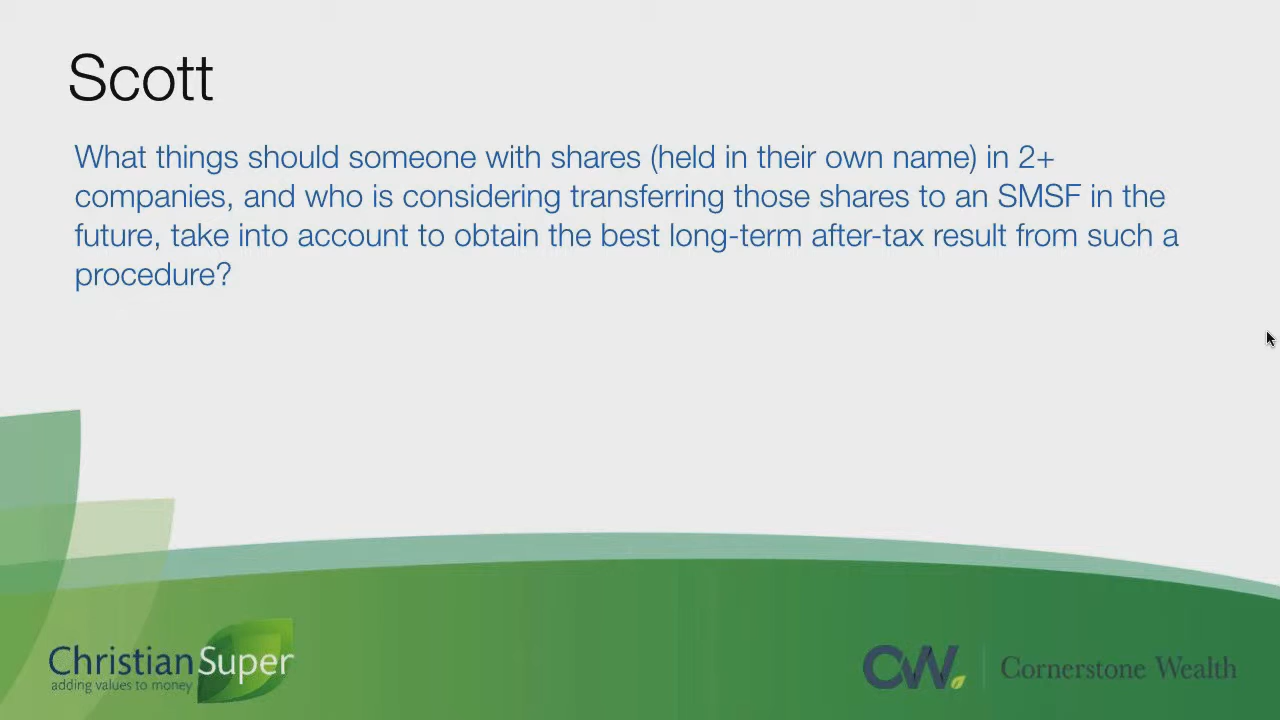 Scott
What things should someone with shares (held in their own name) in 2+
companies, and who is considering transferring those shares to an SMSF in the
future, take into account to obtain the best long-term after-tax result from such a
procedure?
Christian Super
adding values to money
CW. Cornerstone Wealth